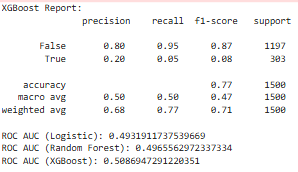 XGBoost Report:
precision recall f1-score support
False 0.80 0.95 0.87 1197
True 0.20 0.05 0.08 303
accuracy 0.77 1500
macro avg 0.50 0.50 0.47 1500
weighted avg 0.68 0.77 0.71 1500
ROC AUC (Logistic): 0.4931911737539669
ROC AUC (Random Forest): 0.4965562972337334
ROC AUC (XGBoost): 0.5086947291220351